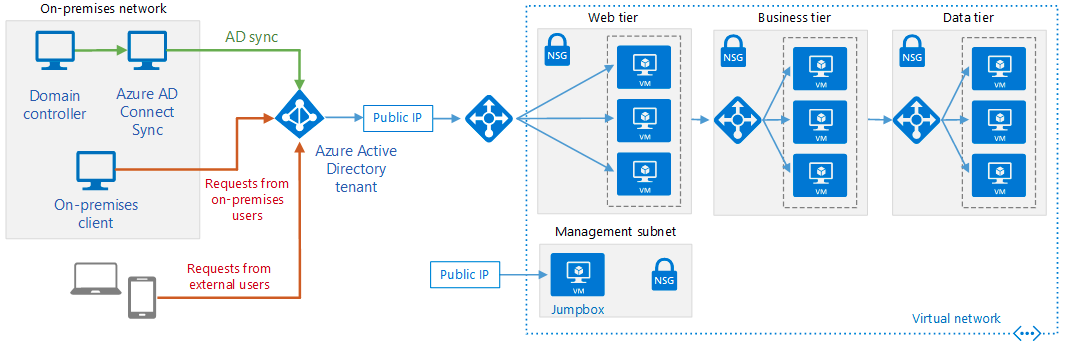 On-premises network
Domain
controller
Azure AD
Connect
Sync
AD sync
On-premises
client
Requests from
on-premises
users
Requests from
external users
Azure Active
Directory
tenant
Public IP
Web tier
NSG
VM
VM
VM
Business tier
NSG
VM
VM
VM
Data tier
NSG
VM
VM
VM
Management subnet
Public IP
VM
NSG
Jumpbox
Virtual network